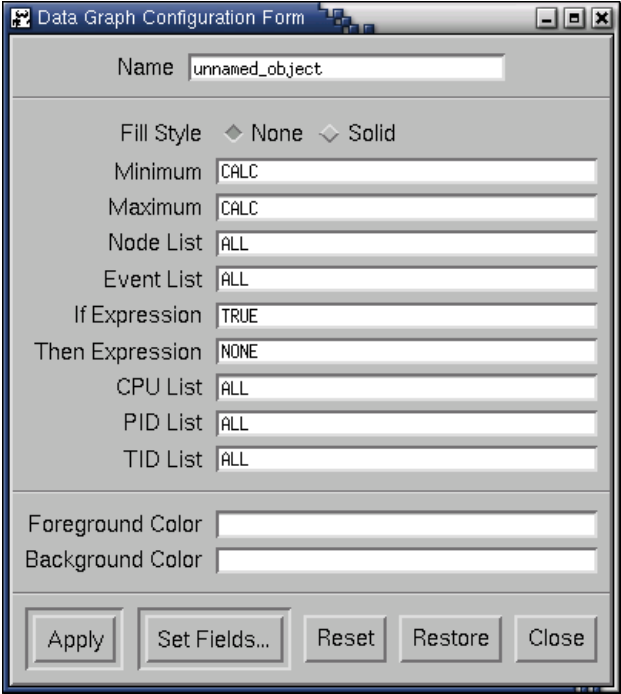 Data Graph Configuration Form
Name unnamed_object
Fill Style None Solid
Minimum CALC
Maximum CALC
Node List ALL
Event List ALL
If Expression TRUE
Then Expression NONE
CPU List ALL
PID List ALL
TID List ALL
Foreground Color
Background Color
Apply Set Fields... Reset Restore Close